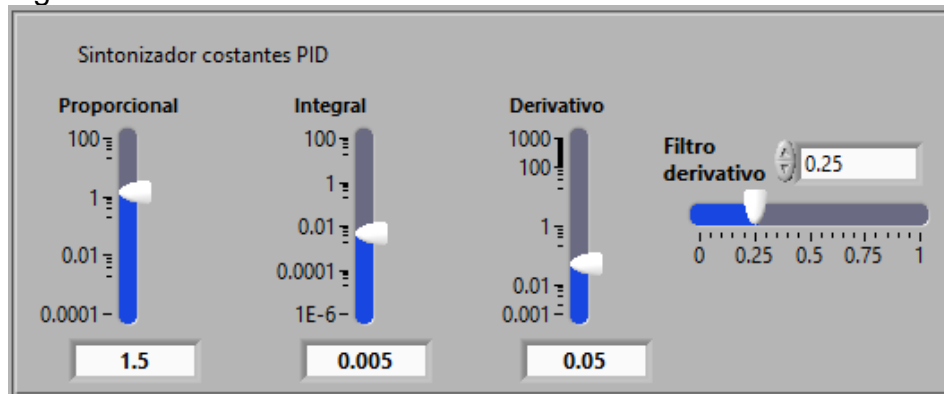 Sintonizador costantes PID
Proporcional
100
1
0.01
0.0001
1.5
Integral
100
1
0.01
0.0001
1E-6
0.005
Derivativo
1000
100
1
0.01
0.001
0.05
Filtro
derivativo
0.25
0 0.25 0.5 0.75 1